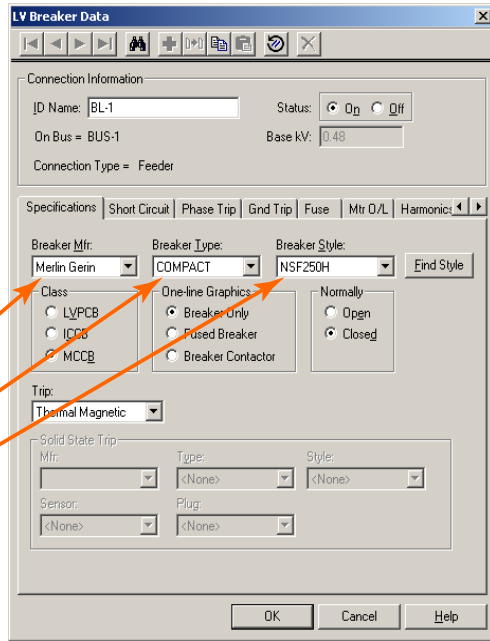 LV Breaker Data
Connection Information
ID Name: BL-1 Status: On Off
On Bus = BUS-1 Base kV: 0.48
Connection Type = Feeder
Specifications Short Circuit Phase Trip Gnd Trip Fuse Mtr O/L Harmonics
Breaker Mfr: Breaker Type: Breaker Style:
Merlin Gerin COMPACT NSF250H Find Style
Class One-line Graphics Normally
LVPCB Breaker Only Open
ICCB Fused Breaker Closed
MCCB Breaker Contactor
Trip:
Thermal Magnetic
Solid State Trip
Mfr: Type: Style:
<None> <None>
Sensor: Plug:
<None> <None>
OK Cancel Help